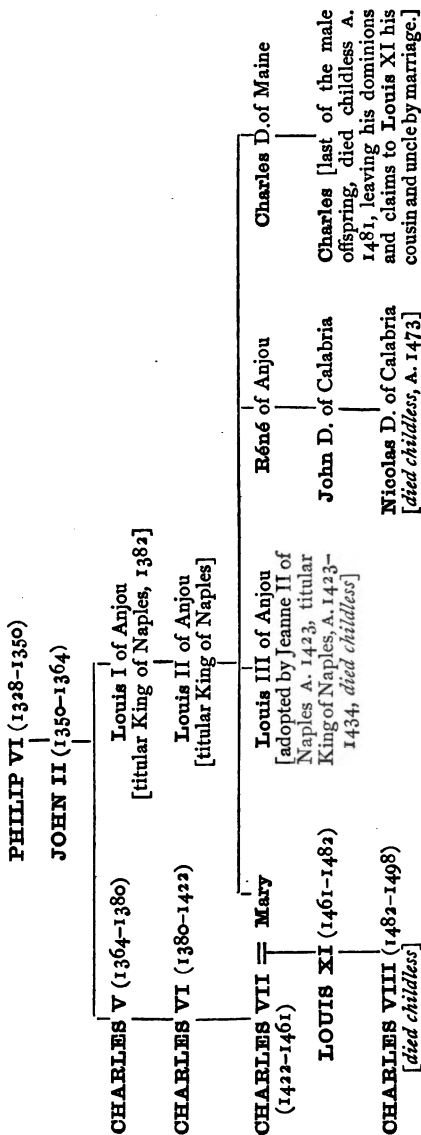 PHILIP VI (1328–1350)
JOHN II (1350–1364)
CHARLES V (1364–1380)
Louis I of Anjou
[titular King of Naples, 1382]
CHARLES VI (1380–1422)
Louis II of Anjou
[titular King of Naples]
CHARLES VII = Mary
(1422–1461)
Louis III of Anjou
[adopted by Jeanne II of
Naples A. 1423, titular
King of Naples, A. 1423–
1434, died childless]
Réné of Anjou
Charles D. of Maine
LOUIS XI (1461–1482)
John D. of Calabria
Charles [last of the male
offspring, died childless A.
1481, leaving his dominions
and claims to Louis XI his
cousin and uncle by marriage.]
CHARLES VIII (1482–1498)
[died childless]
Nicolas D. of Calabria
[died childless, A. 1473]